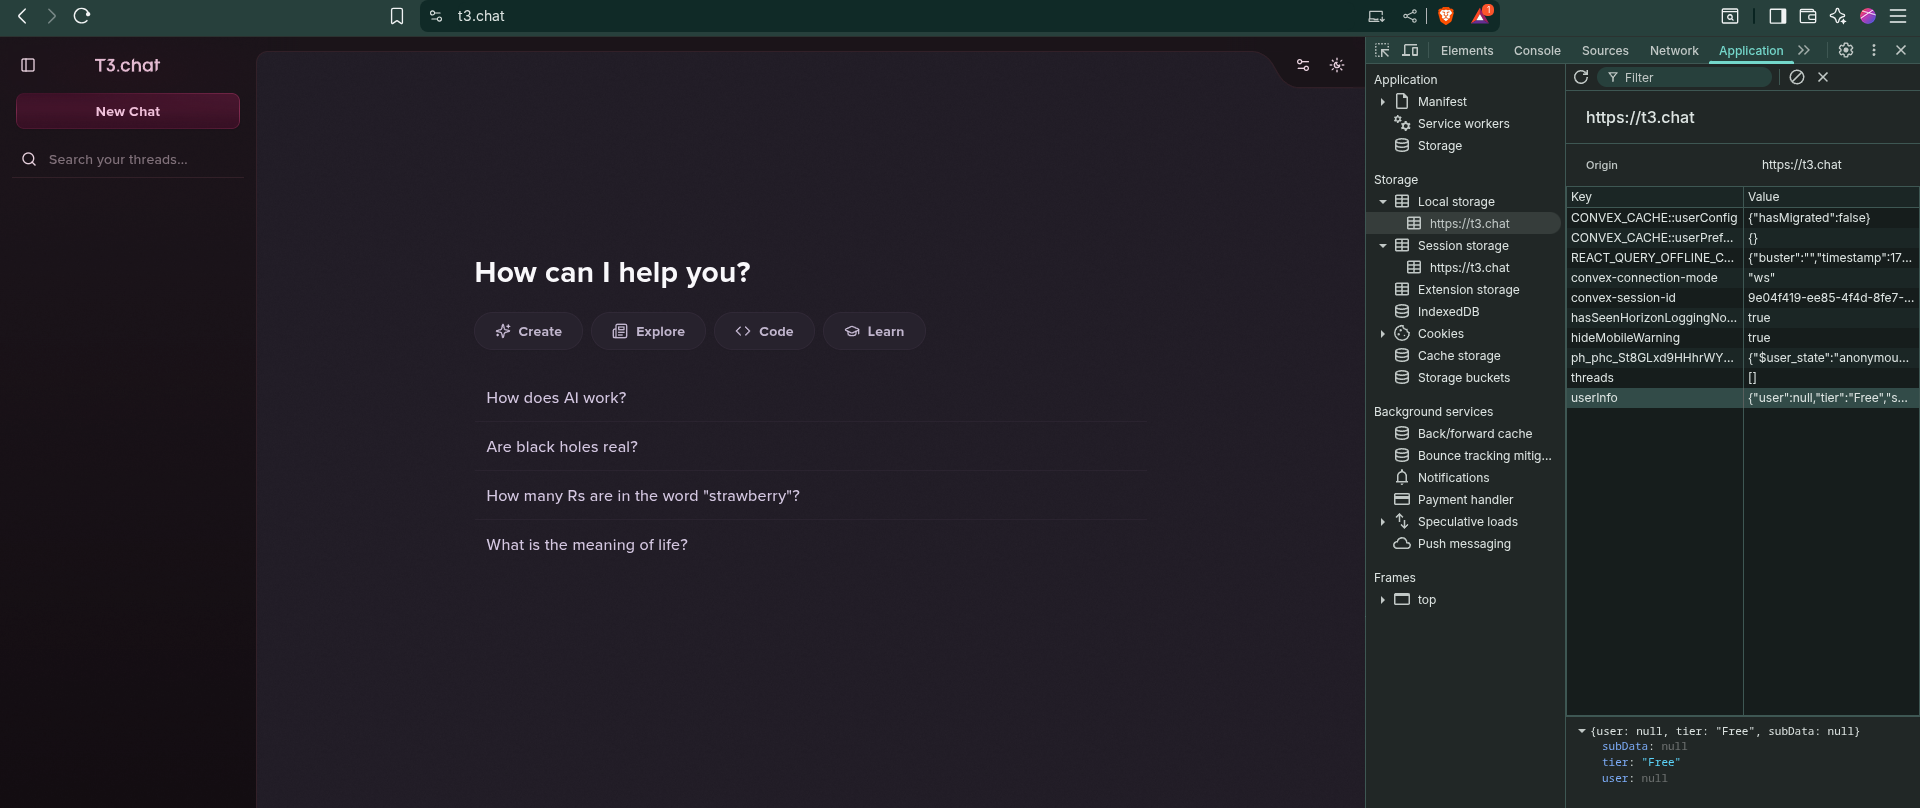 t3.chat
1
T3.chat
New Chat
Search your threads...
How can I help you?
Create
Explore
Code
Learn
How does AI work?
Are black holes real?
How many Rs are in the word "strawberry"?
What is the meaning of life?
Elements
Console
Sources
Network
Application
Application
Manifest
Service workers
Storage
Storage
Local storage
https://t3.chat
Session storage
https://t3.chat
Extension storage
IndexedDB
Cookies
Cache storage
Storage buckets
Background services
Back/forward cache
Bounce tracking mitig...
Notifications
Payment handler
Speculative loads
Push messaging
Frames
top
Filter
https://t3.chat
Origin https://t3.chat
Key Value
CONVEX_CACHE::userConfig {"hasMigrated":false}
CONVEX_CACHE::userPref... {}
REACT_QUERY_OFFLINE_C... {"buster":"","timestamp":17...
convex-connection-mode "ws"
convex-session-id 9e04f419-ee85-4f4d-8fe7-...
hasSeenHorizonLoggingNo... true
hideMobileWarning true
ph_phc_St8GLxd9HHhrWY... {"$user_state":"anonymou...
threads []
userInfo {"user":null,"tier":"Free","s...
{user: null, tier: "Free", subData: null}
subData: null
tier: "Free"
user: null